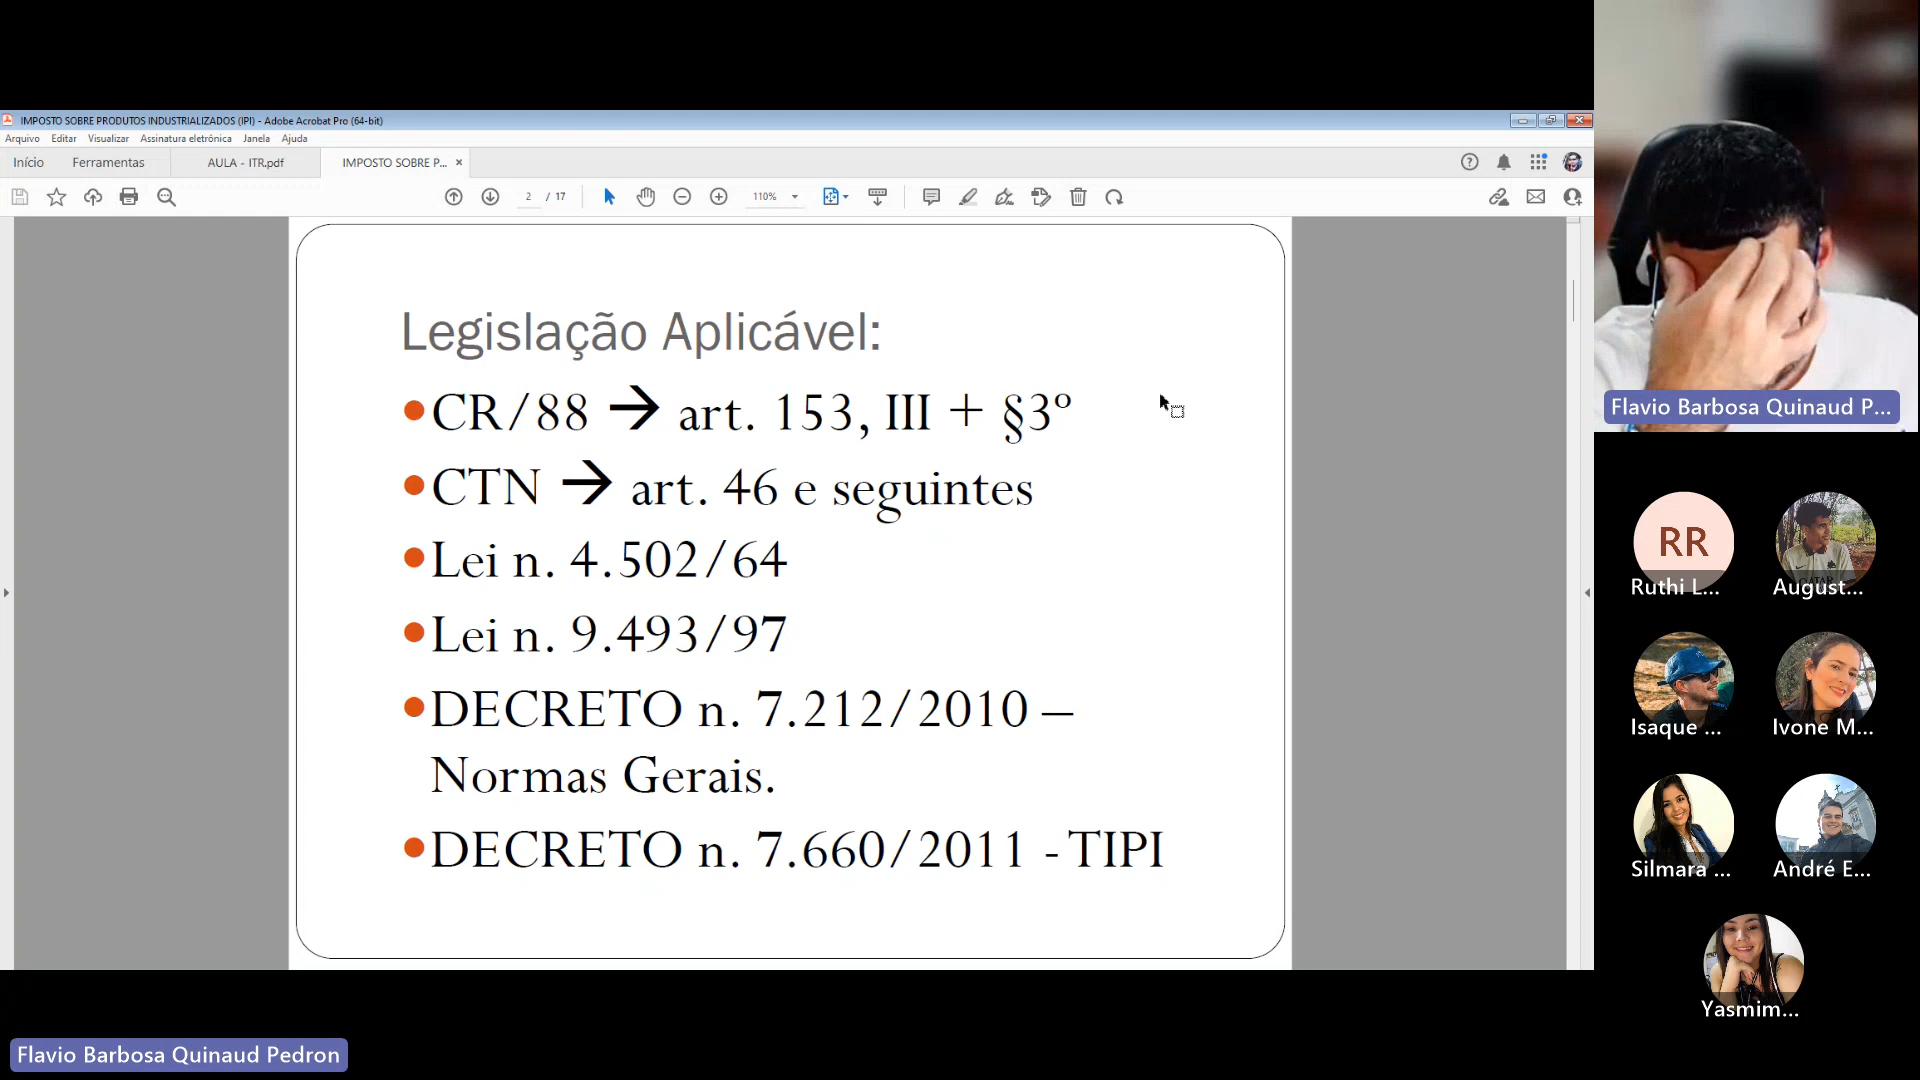 IMPOSTO SOBRE PRODUTOS INDUSTRIALIZADOS (IPI) - Adobe Acrobat Pro (64-bit)
Arquivo Editar Visualizar Assinatura eletrônica Janela Ajuda
Início Ferramentas AULA - ITR.pdf IMPOSTO SOBRE P... ×
2 / 17 110%
Legislação Aplicável:
•CR/88 → art. 153, III + §3º
•CTN → art. 46 e seguintes
•Lei n. 4.502/64
•Lei n. 9.493/97
•DECRETO n. 7.212/2010 –
Normas Gerais.
•DECRETO n. 7.660/2011 - TIPI
Flavio Barbosa Quinaud P...
RR
Ruthi L...
August...
Isaque ...
Ivone M...
Silmara ...
André E...
Yasmim...
Flavio Barbosa Quinaud Pedron